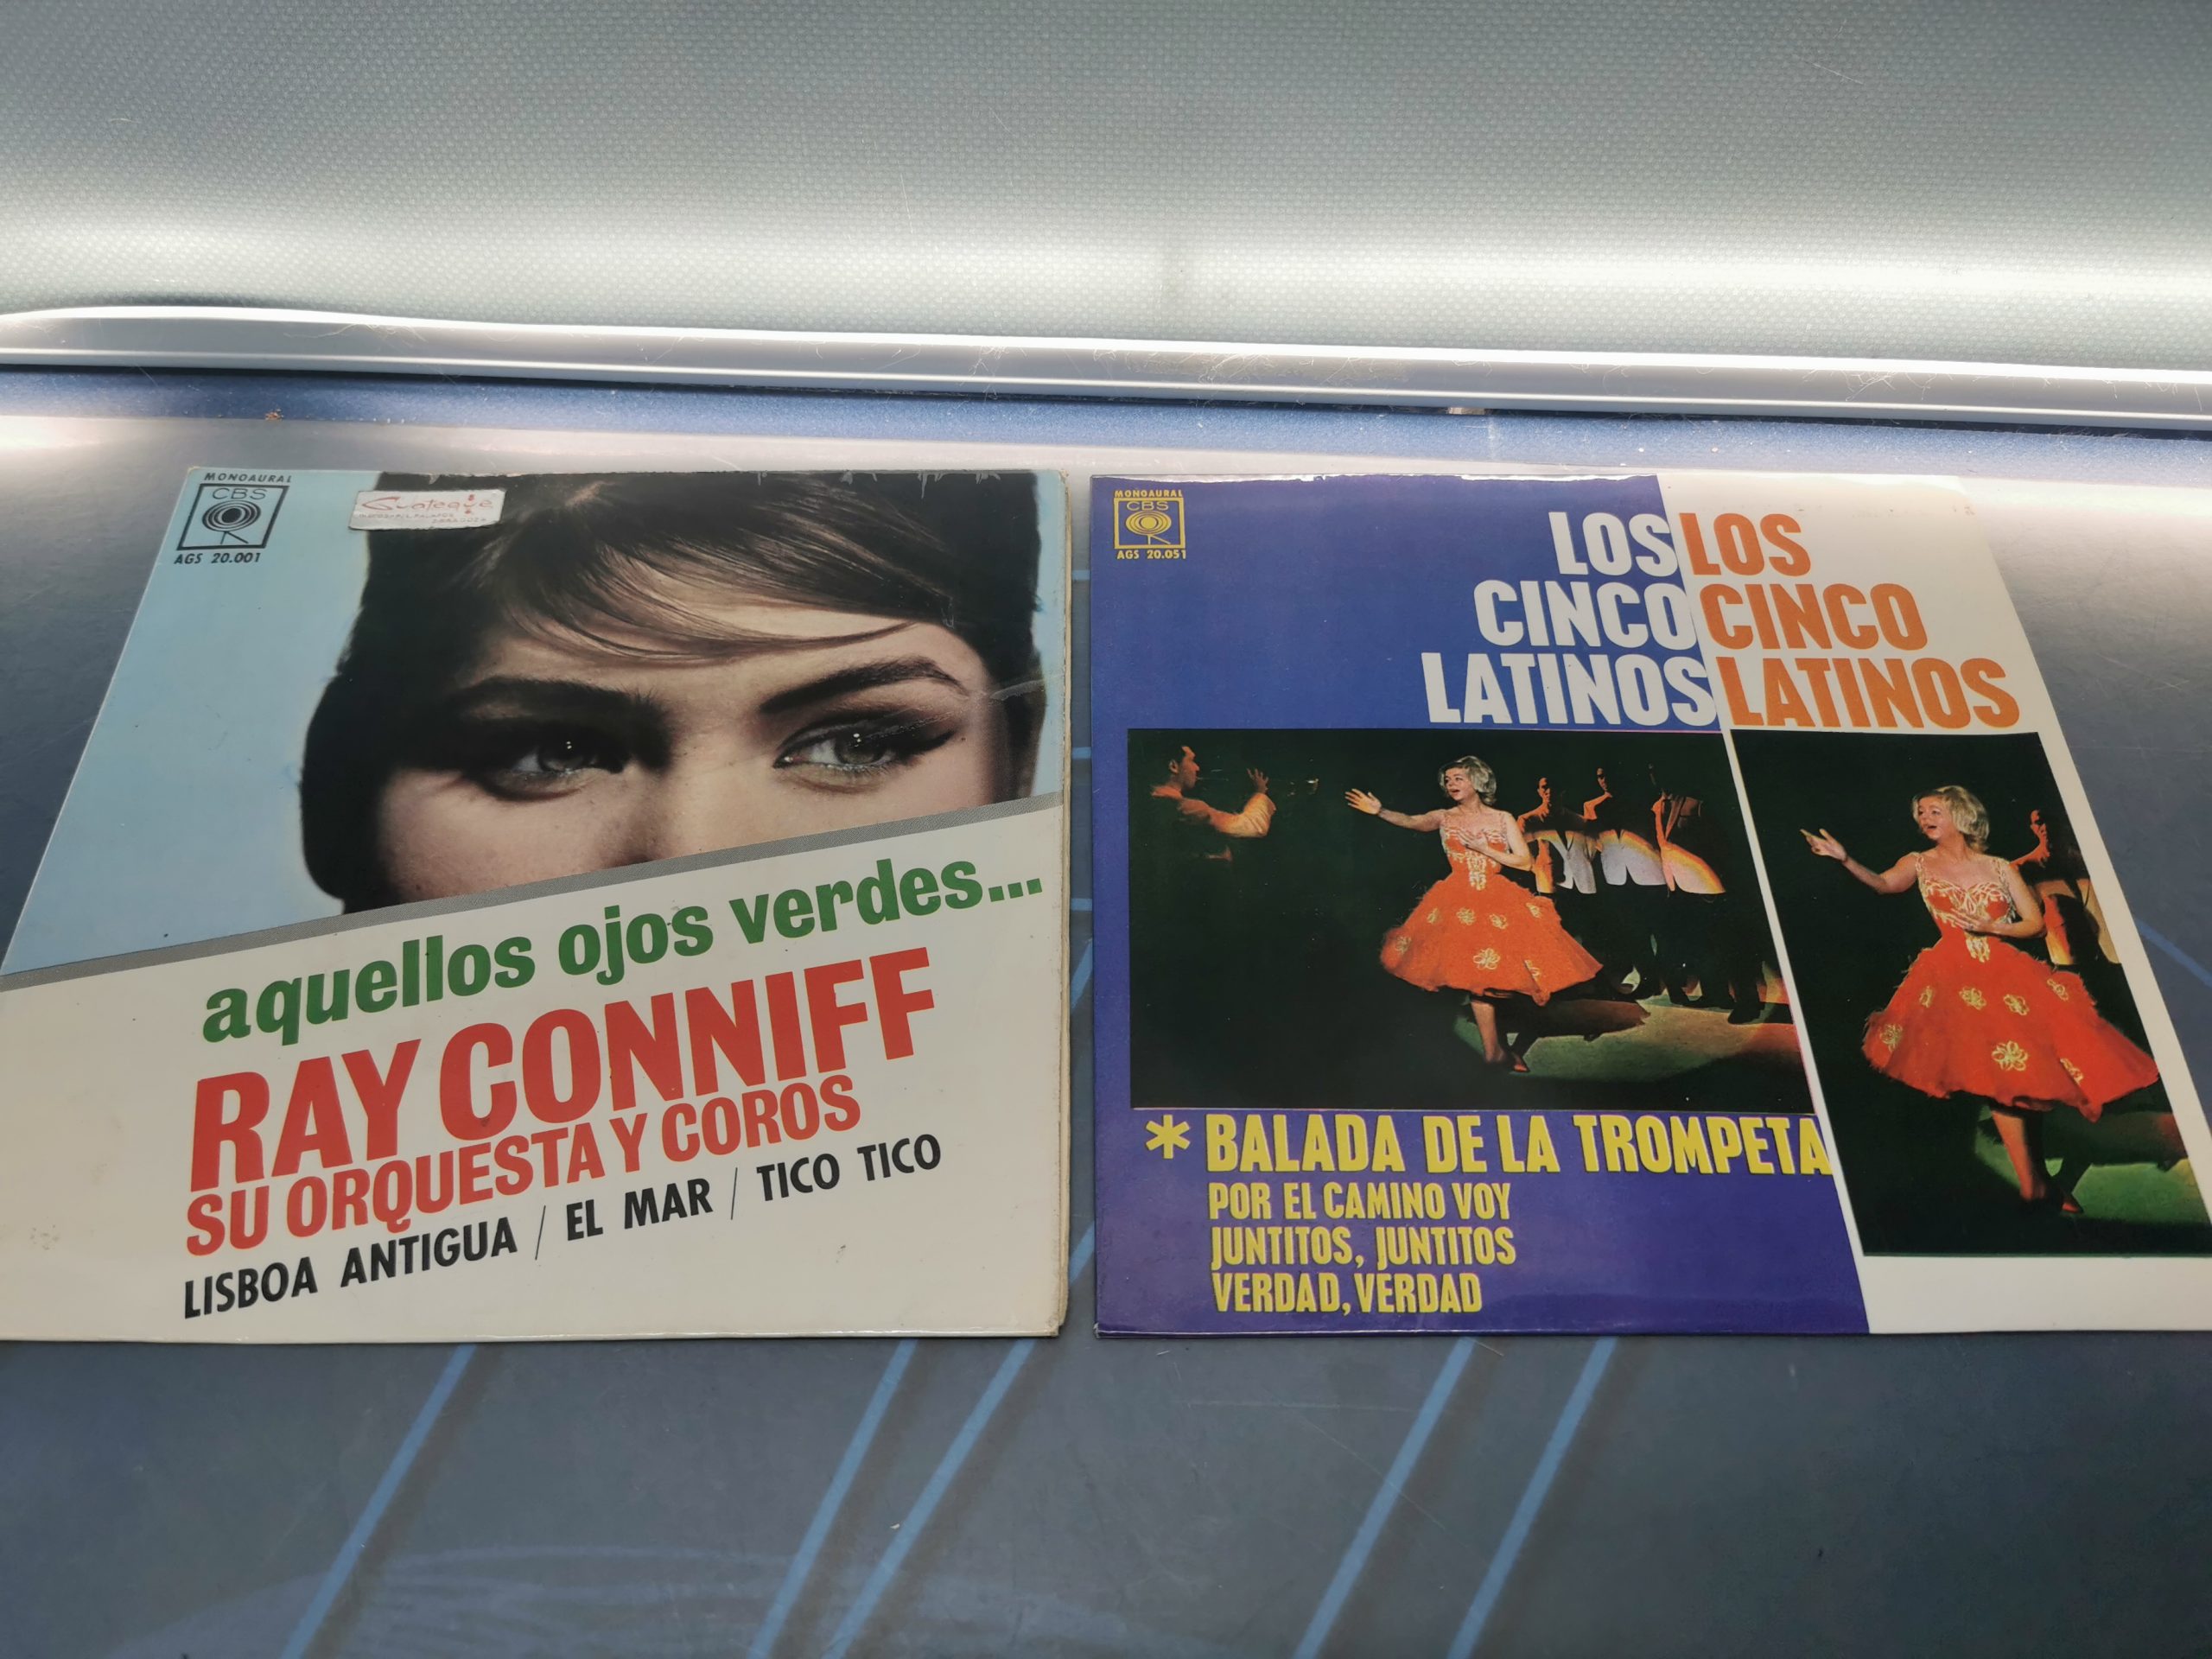 MONOAURAL
CBS
AGS 20.001
Guateque
aquellos ojos verdes...
RAY CONNIFF
SU ORQUESTA Y COROS
LISBOA ANTIGUA / EL MAR / TICO TICO
MONOAURAL
CBS
AGS 20.051
LOS LOS
CINCO CINCO
LATINOS LATINOS
* BALADA DE LA TROMPETA
POR EL CAMINO VOY
JUNTITOS, JUNTITOS
VERDAD, VERDAD